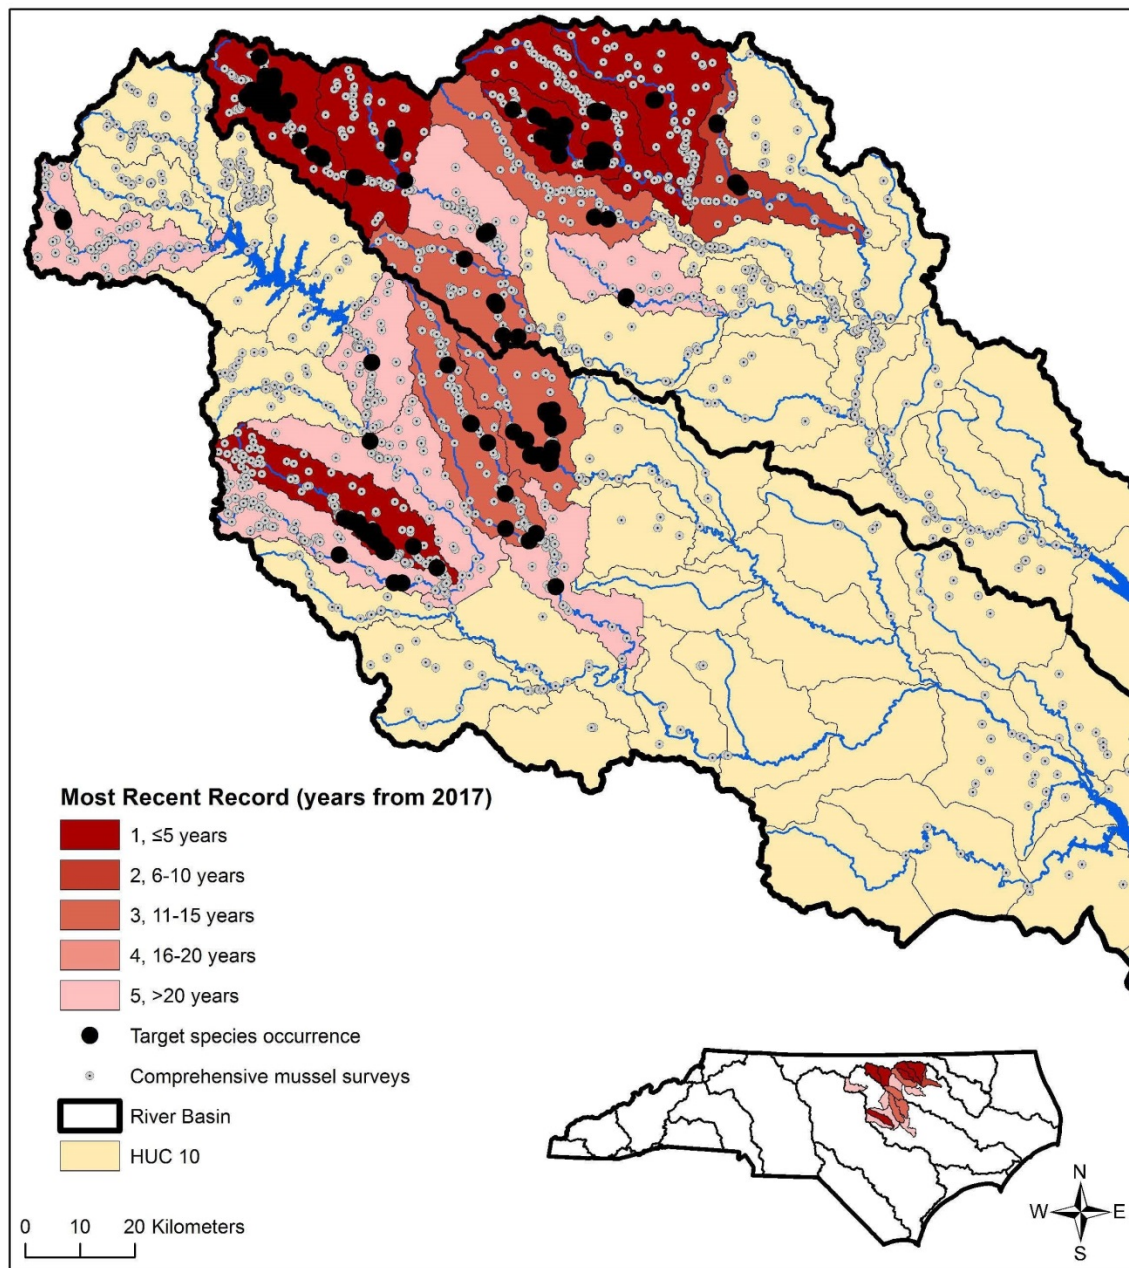 Most Recent Record (years from 2017)
1, ≤5 years
2, 6-10 years
3, 11-15 years
4, 16-20 years
5, >20 years
Target species occurrence
Comprehensive mussel surveys
River Basin
HUC 10
0 10 20 Kilometers
N
W E
S